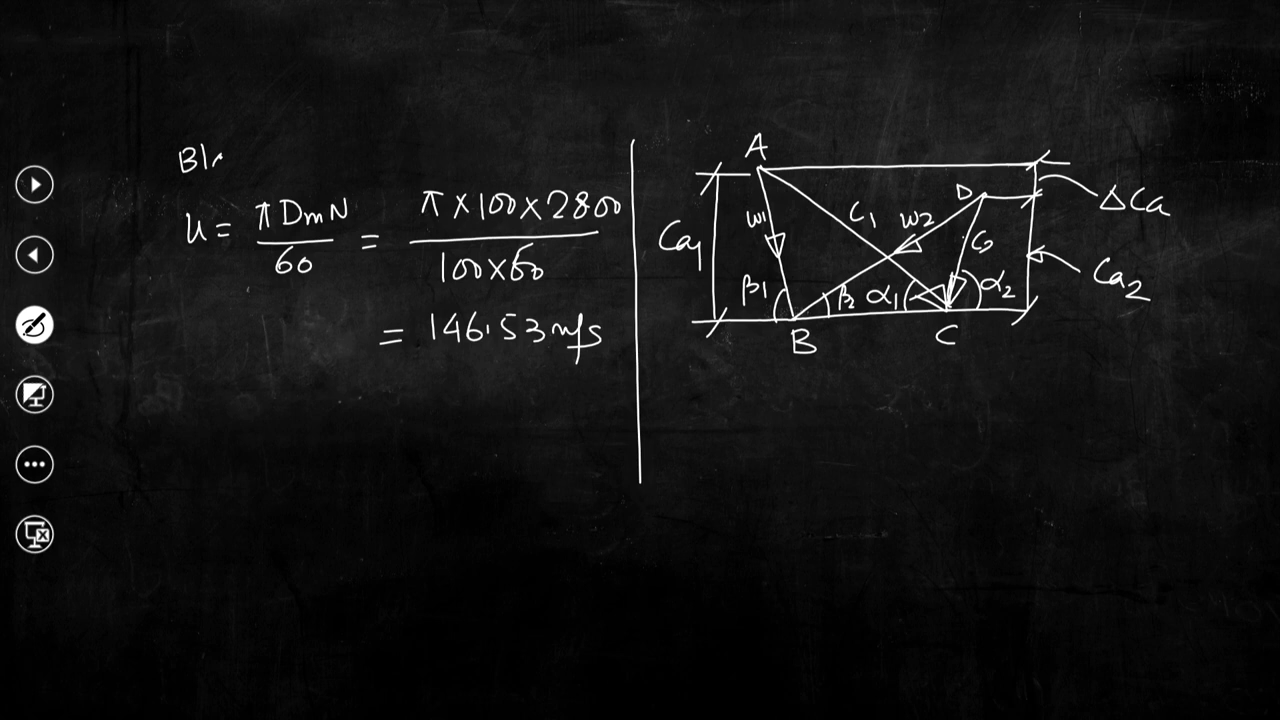 Bl
u = πDmN / 60 = π×100×2800 / 100×60
= 146.53 m/s
A
D
ΔCa
W1
C1
W2
Ca1
Ca2
β1
β2
α1
α2
B
C